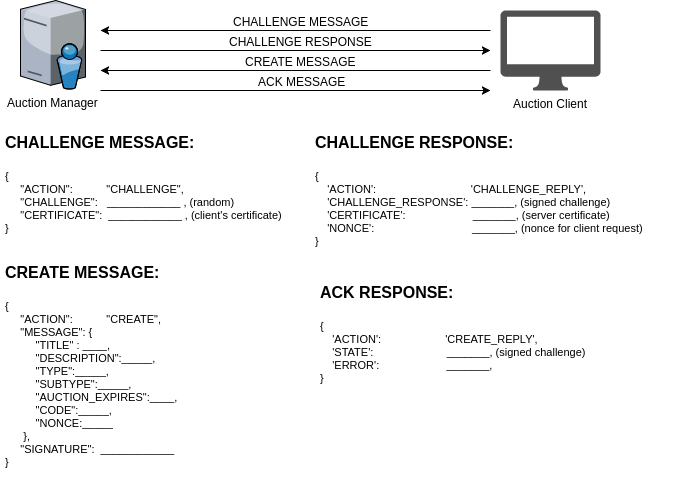 CHALLENGE MESSAGE
CHALLENGE RESPONSE
CREATE MESSAGE
ACK MESSAGE
Auction Manager
Auction Client
CHALLENGE MESSAGE:
{
"ACTION": "CHALLENGE",
"CHALLENGE": ____________ , (random)
"CERTIFICATE": ____________ , (client's certificate)
}
CHALLENGE RESPONSE:
{
'ACTION': 'CHALLENGE_REPLY',
'CHALLENGE_RESPONSE': _______, (signed challenge)
'CERTIFICATE': _______, (server certificate)
'NONCE': _______, (nonce for client request)
}
CREATE MESSAGE:
{
"ACTION": "CREATE",
"MESSAGE": {
"TITLE" : ____,
"DESCRIPTION":_____,
"TYPE":_____,
"SUBTYPE":_____,
"AUCTION_EXPIRES":____,
"CODE":_____,
"NONCE:_____
},
"SIGNATURE": ____________
}
ACK RESPONSE:
{
'ACTION': 'CREATE_REPLY',
'STATE': _______, (signed challenge)
'ERROR': _______,
}